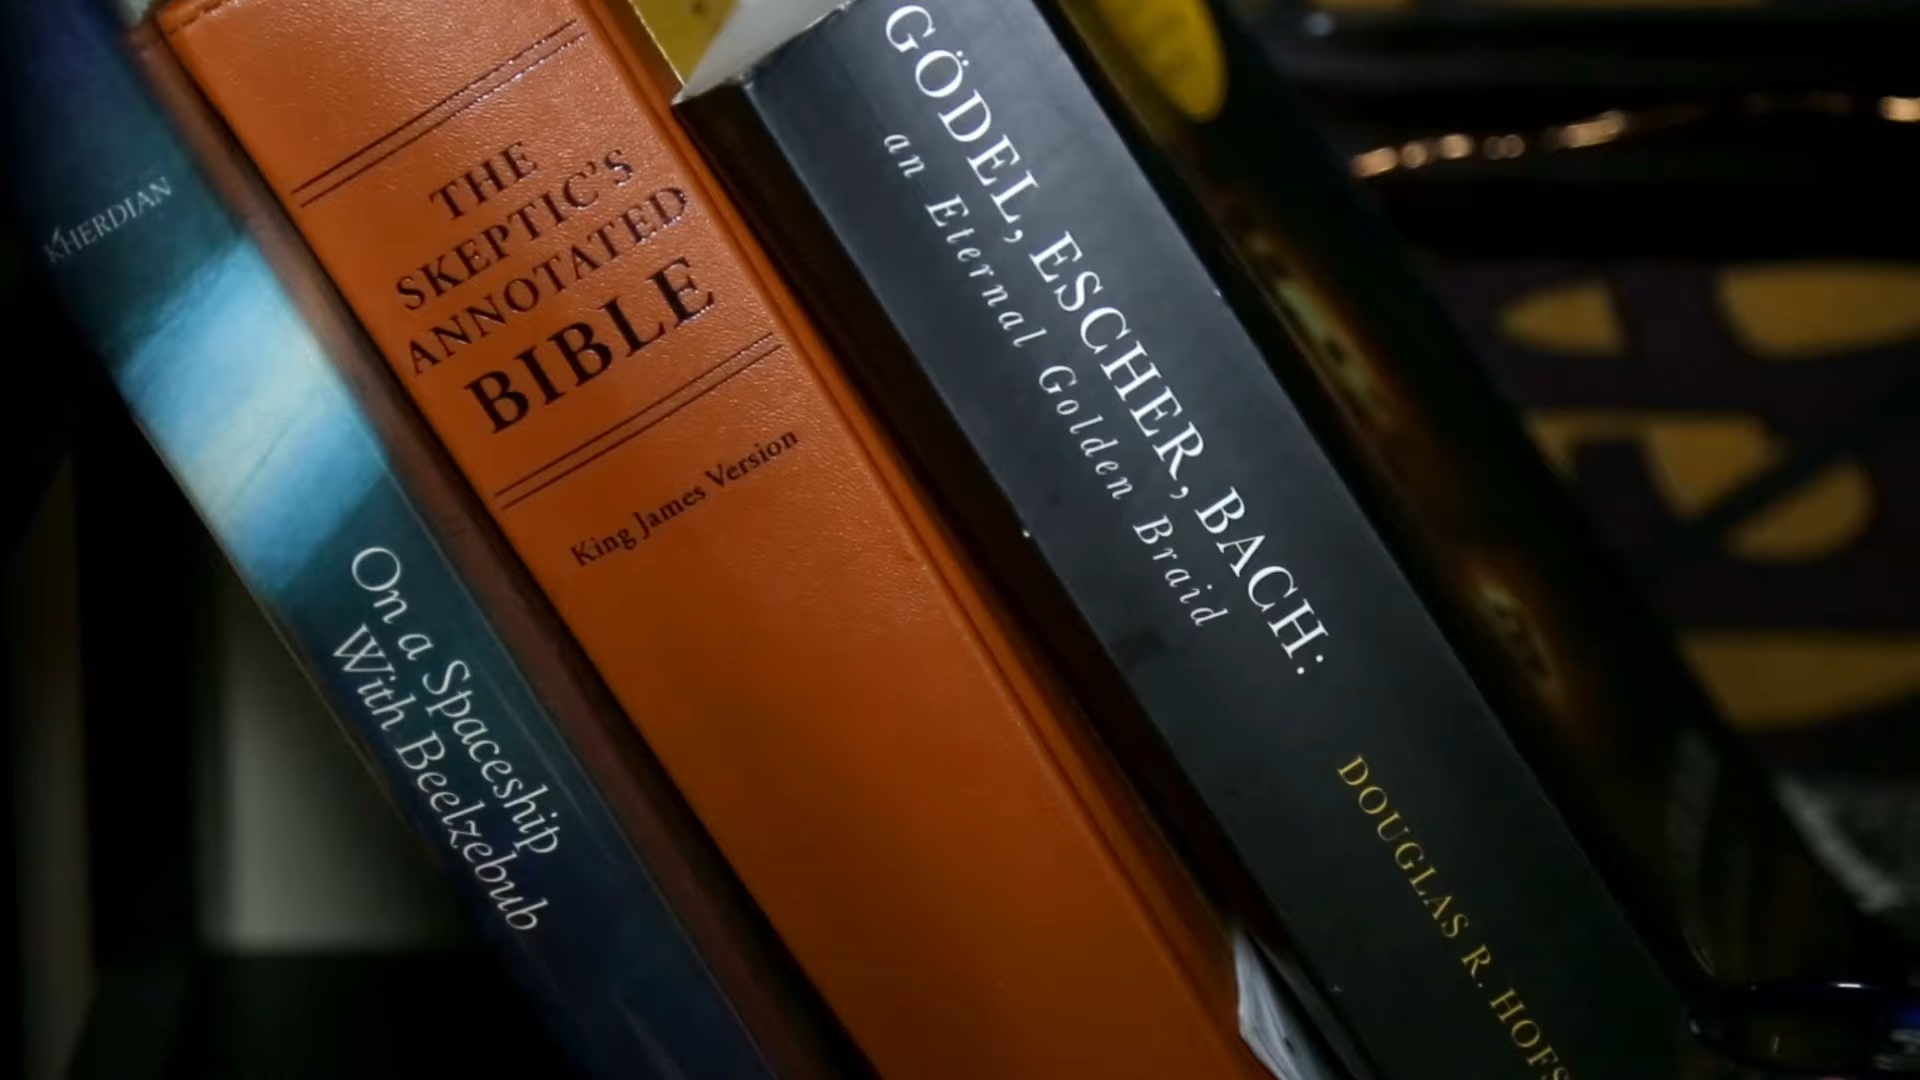 KHERDIAN
On a Spaceship
With Beelzebub
THE
SKEPTIC'S
ANNOTATED
BIBLE
King James Version
GÖDEL, ESCHER, BACH:
an Eternal Golden Braid
DOUGLAS R. HOFS